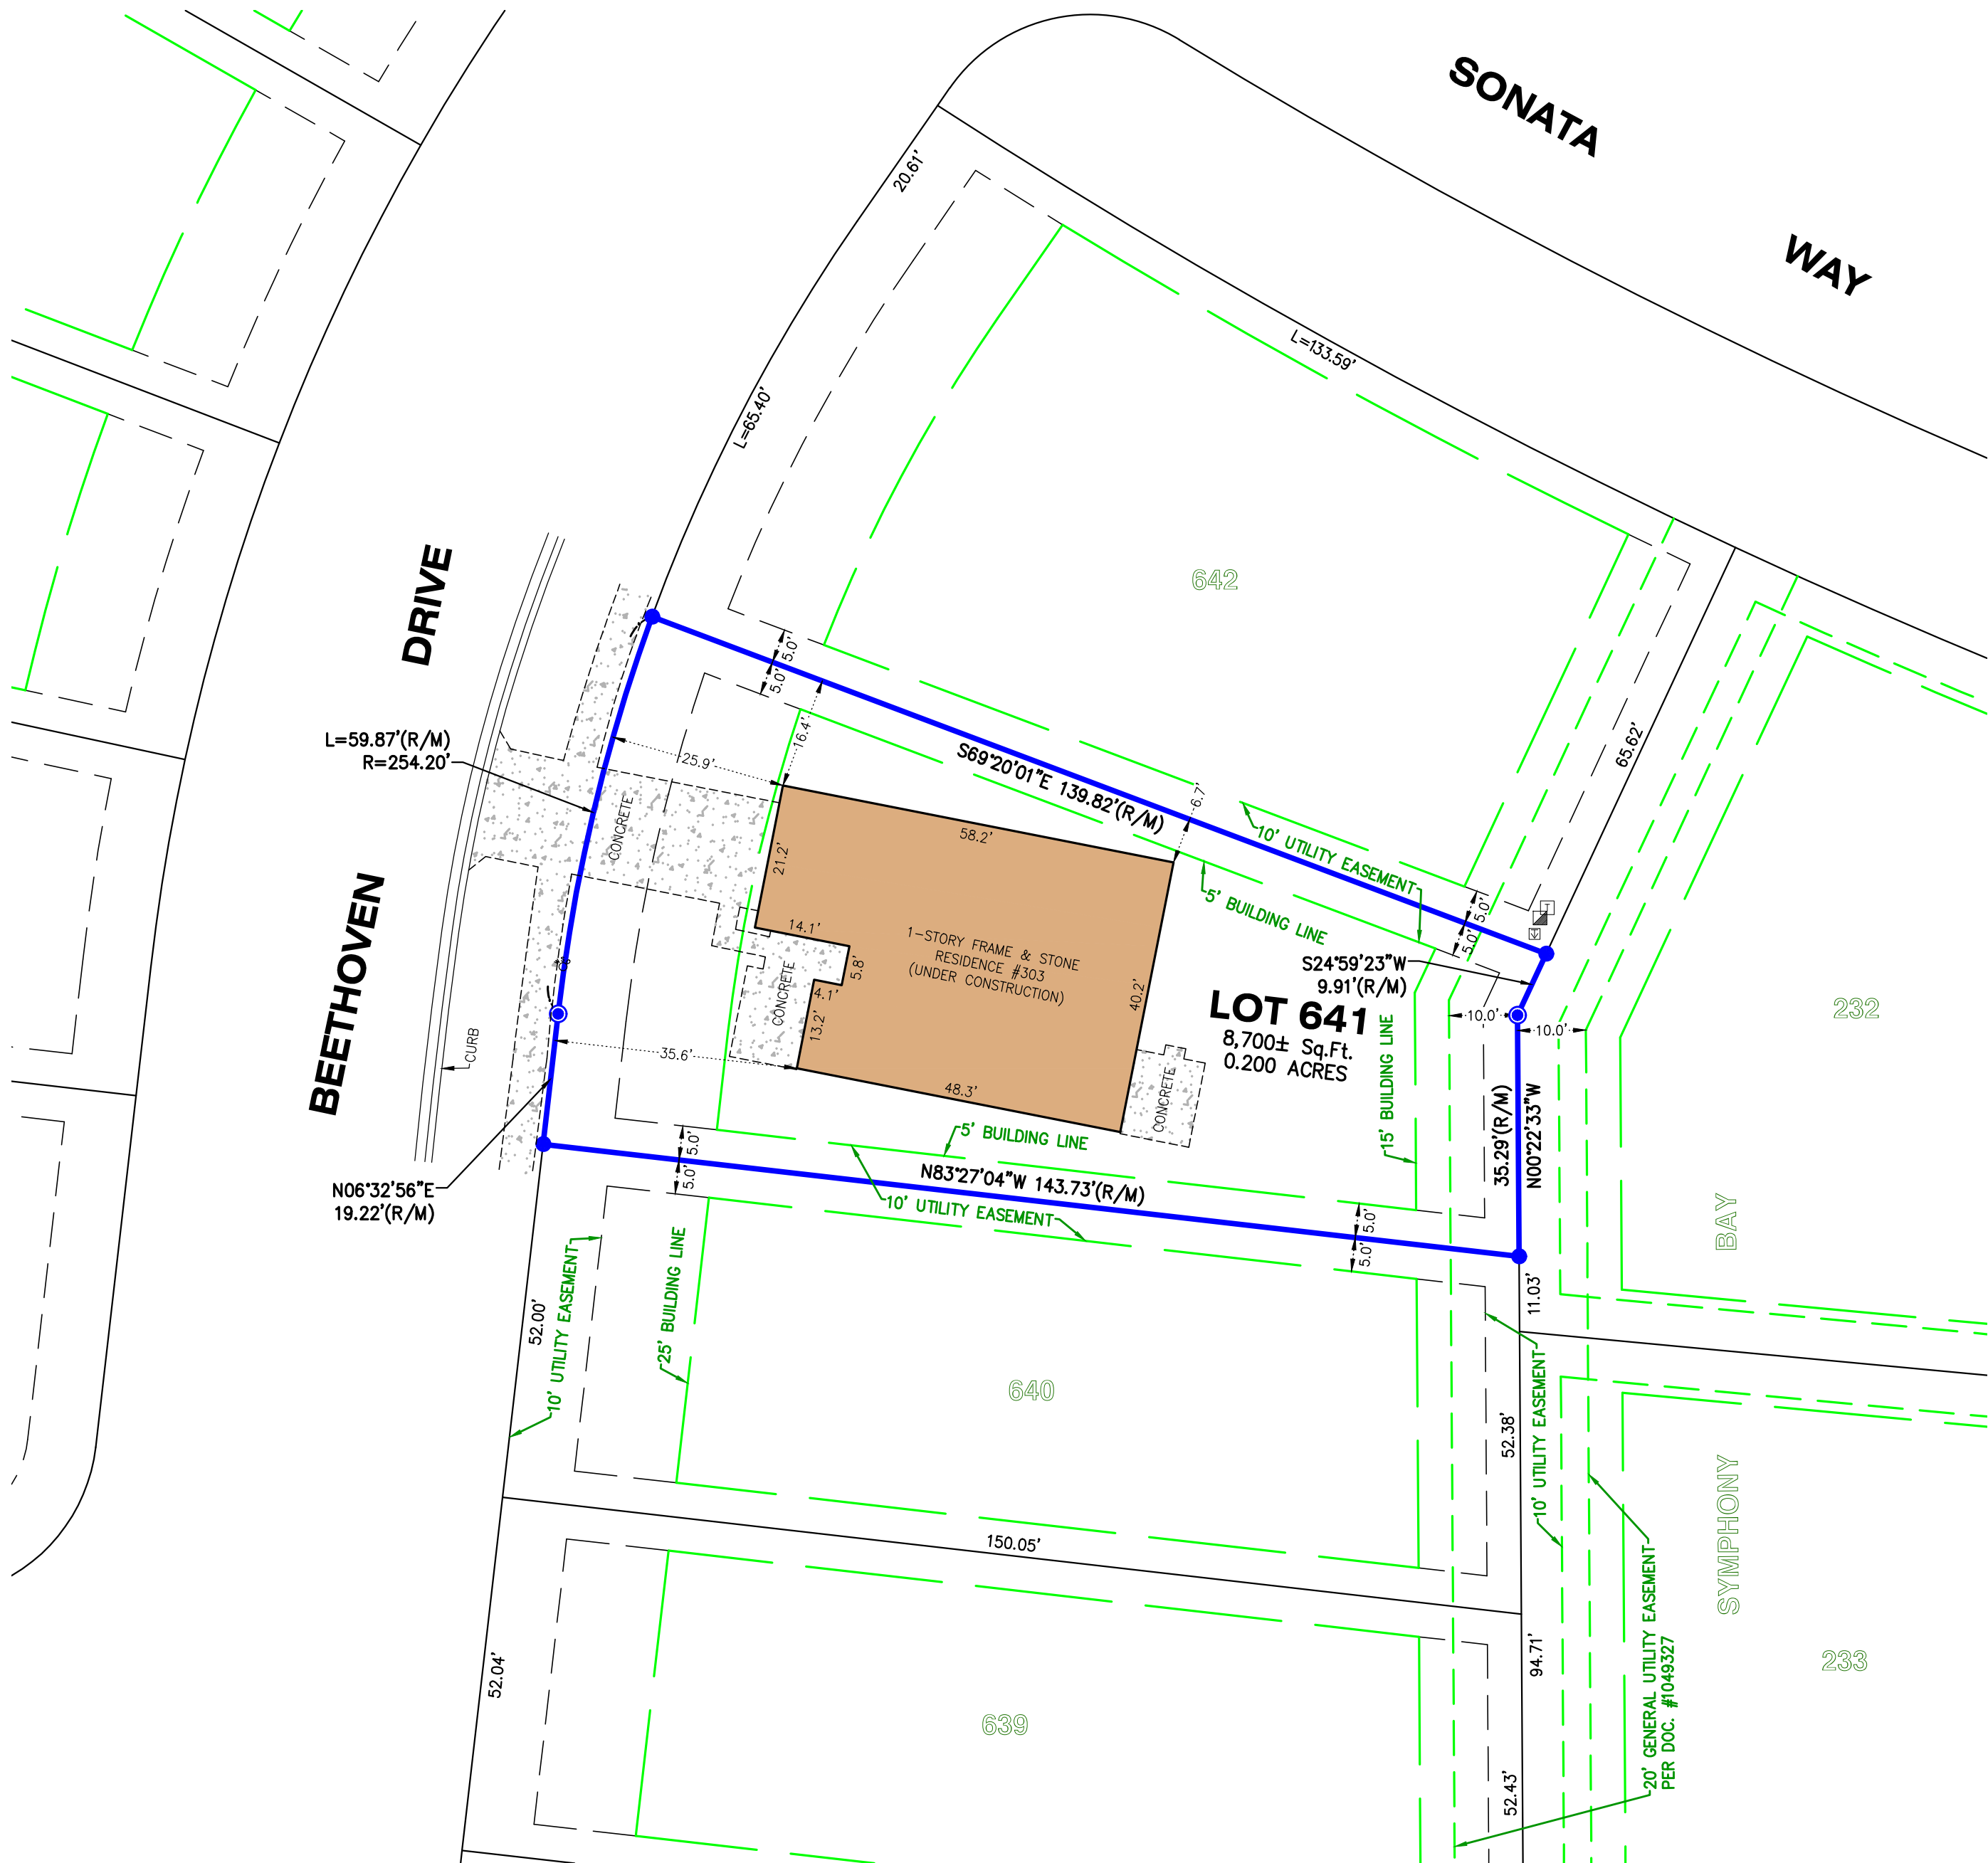 SONATA
WAY
20.61'
L=65.40'
L=133.59'
642
65.62'
DRIVE
BEETHOVEN
L=59.87'(R/M)
R=254.20'
5.0'
5.0'
16.4'
25.9'
S69°20'01"E 139.82'(R/M)
6.7'
10' UTILITY EASEMENT
5' BUILDING LINE
5.0'
5.0'
CONCRETE
58.2'
21.2'
14.1'
5.8'
4.1'
13.2'
40.2'
48.3'
1-STORY FRAME & STONE
RESIDENCE #303
(UNDER CONSTRUCTION)
CONCRETE
CONCRETE
S24°59'23"W
9.91'(R/M)
LOT 641
8,700± Sq.Ft.
0.200 ACRES
10.0'
10.0'
232
CURB
35.6'
15' BUILDING LINE
35.29'(R/M)
N00°22'33"W
5' BUILDING LINE
N83°27'04"W 143.73'(R/M)
10' UTILITY EASEMENT
5.0'
5.0'
5.0'
5.0'
N06°32'56"E
19.22'(R/M)
BAY
11.03'
52.00'
10' UTILITY EASEMENT
25' BUILDING LINE
640
52.38'
10' UTILITY EASEMENT
SYMPHONY
150.05'
20' GENERAL UTILITY EASEMENT
PER DOC. #1049327
94.71'
233
52.04'
639
52.43'